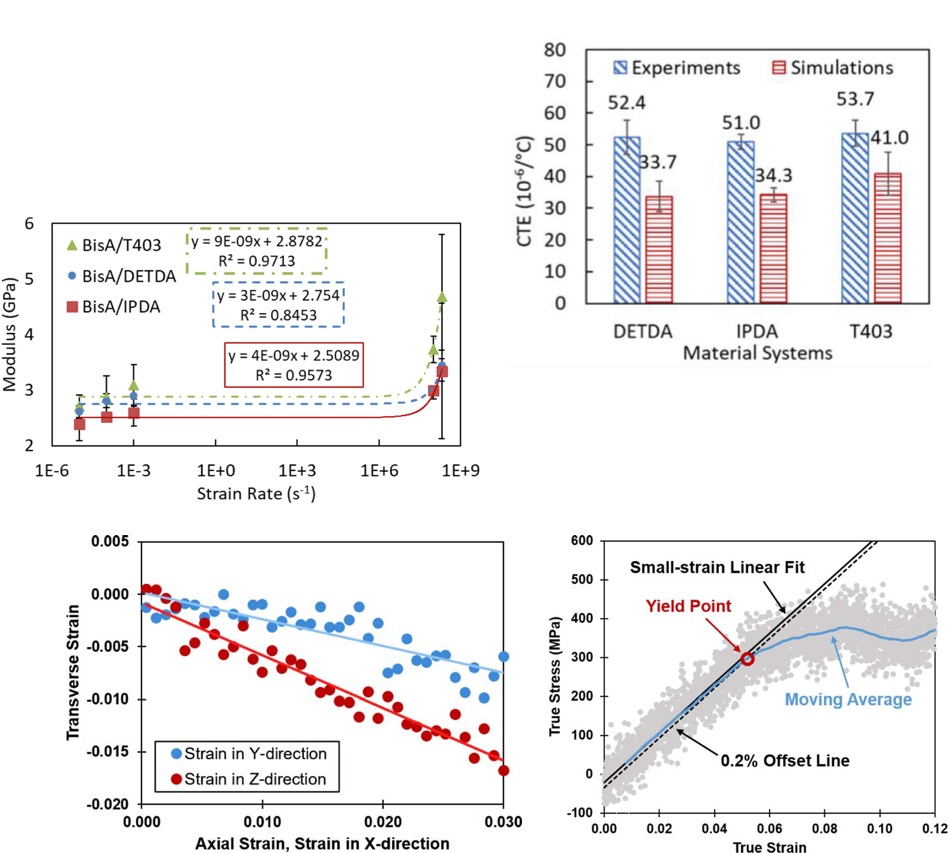 80
70
60
50
40
30
20
10
0
CTE (10⁻⁶/°C)
Experiments
Simulations
52.4
33.7
51.0
34.3
53.7
41.0
DETDA
IPDA
T403
Material Systems
6
5
4
3
2
Modulus (GPa)
BisA/T403
BisA/DETDA
BisA/IPDA
y = 9E-09x + 2.8782
R² = 0.9713
y = 3E-09x + 2.754
R² = 0.8453
y = 4E-09x + 2.5089
R² = 0.9573
1E-6 1E-3 1E+0 1E+3 1E+6 1E+9
Strain Rate (s⁻¹)
0.005
0.000
-0.005
-0.010
-0.015
-0.020
Transverse Strain
Strain in Y-direction
Strain in Z-direction
0.000 0.010 0.020 0.030
Axial Strain, Strain in X-direction
600
500
400
300
200
100
0
-100
True Stress (MPa)
Small-strain Linear Fit
Yield Point
Moving Average
0.2% Offset Line
0.00 0.02 0.04 0.06 0.08 0.10 0.12
True Strain